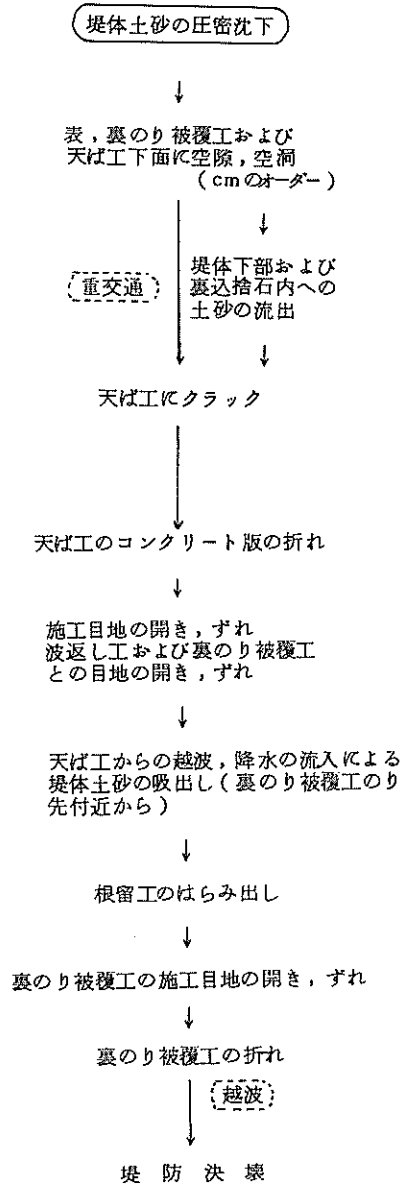 堤体土砂の圧密沈下
↓
表，裏のり被覆工および
天ば工下面に空隙，空洞
(cmのオーダー)
↓
重交通
堤体下部および
裏込捨石内への
土砂の流出
↓
天ば工にクラック
↓
天ば工のコンクリート版の折れ
↓
施工目地の開き，ずれ
波返し工および裏のり被覆工
との目地の開き，ずれ
↓
天ば工からの越波，降水の流入による
堤体土砂の吸出し(裏のり被覆工のり
先付近から)
↓
根留工のはらみ出し
↓
裏のり被覆工の施工目地の開き，ずれ
↓
裏のり被覆工の折れ
越波
↓
堤防決壊